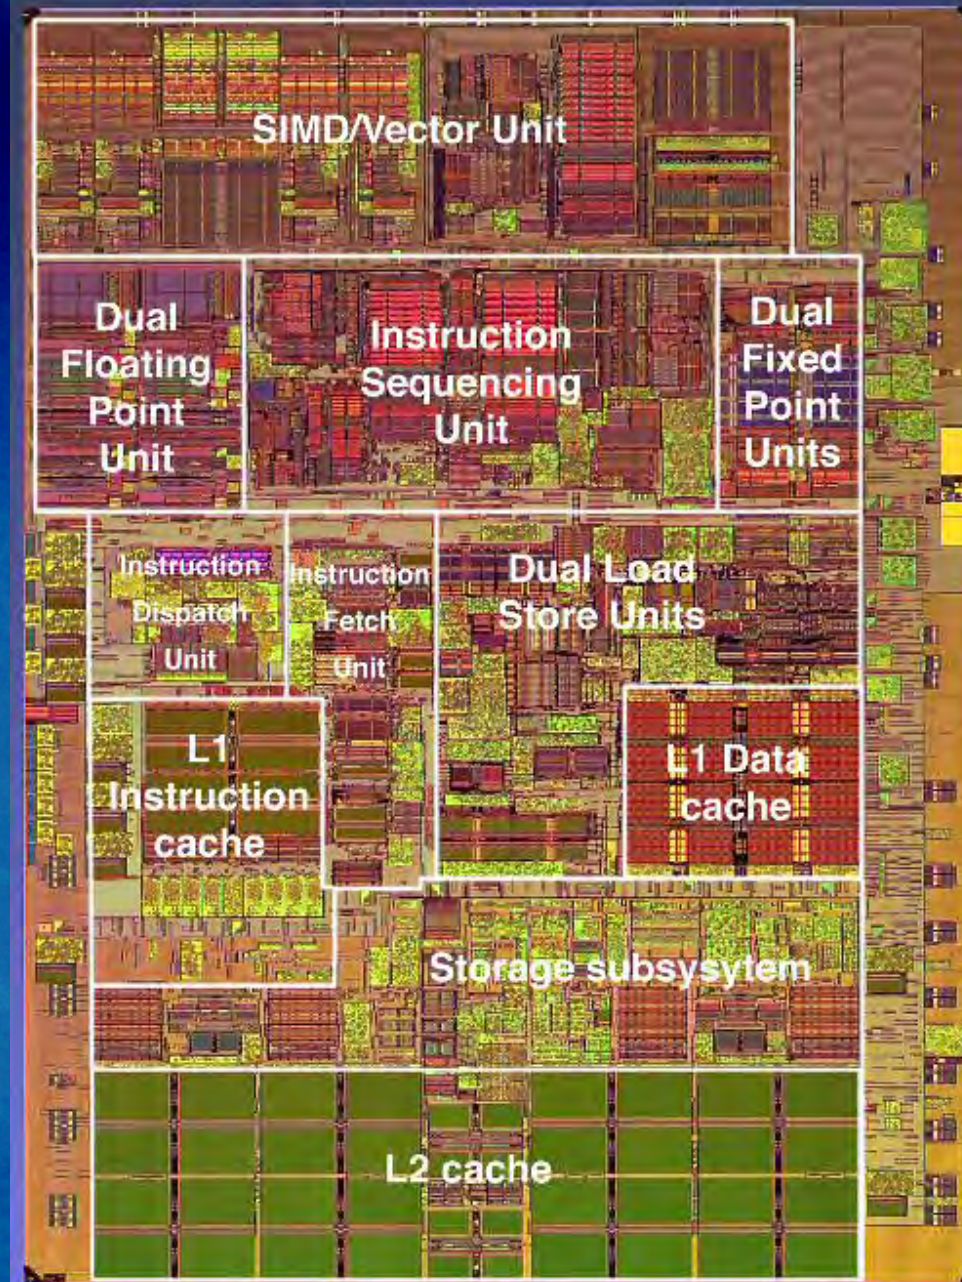 SIMD/Vector Unit
Dual
Floating
Point
Unit
Instruction
Sequencing
Unit
Dual
Fixed
Point
Units
Instruction
Dispatch
Unit
Instruction
Fetch
Unit
Dual Load
Store Units
L1
Instruction
cache
L1 Data
cache
Storage subsysytem
L2 cache